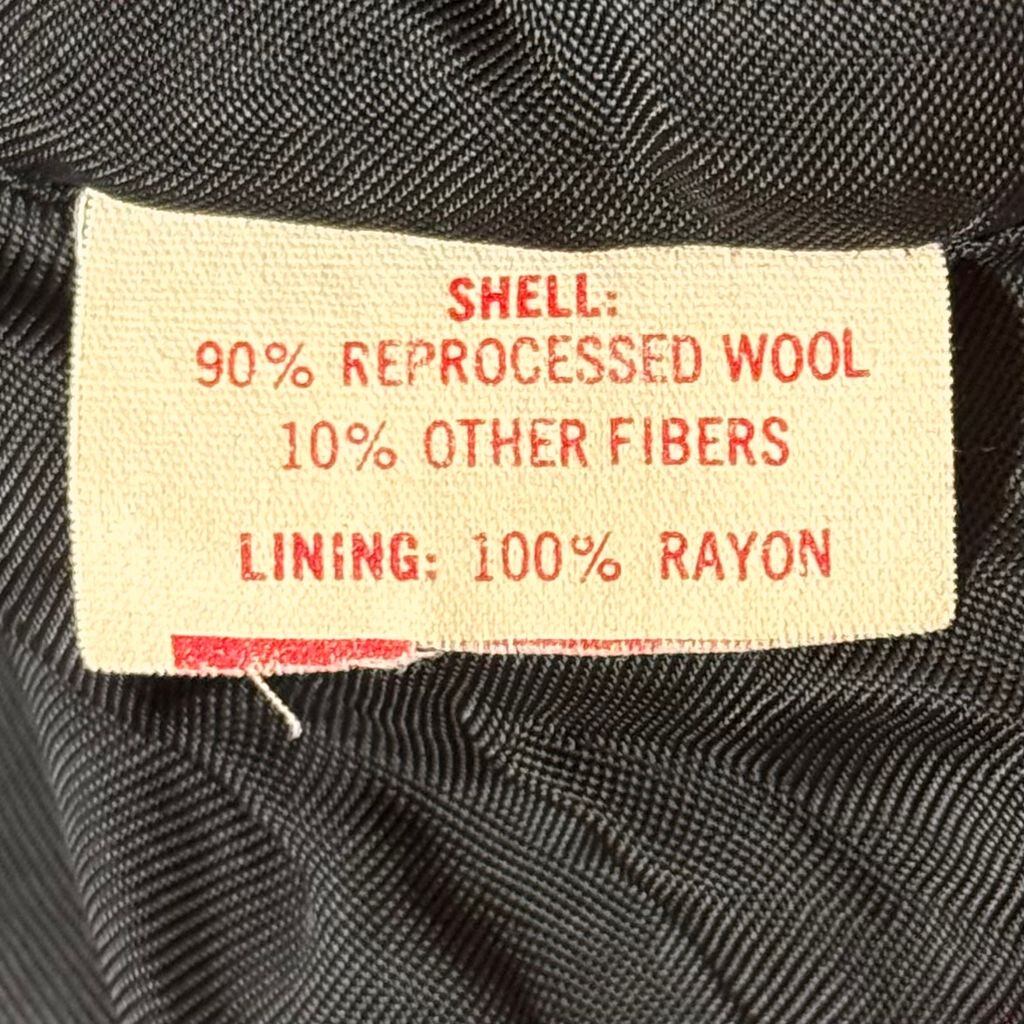 SHELL:
90% REPROCESSED WOOL
10% OTHER FIBERS
LINING: 100% RAYON